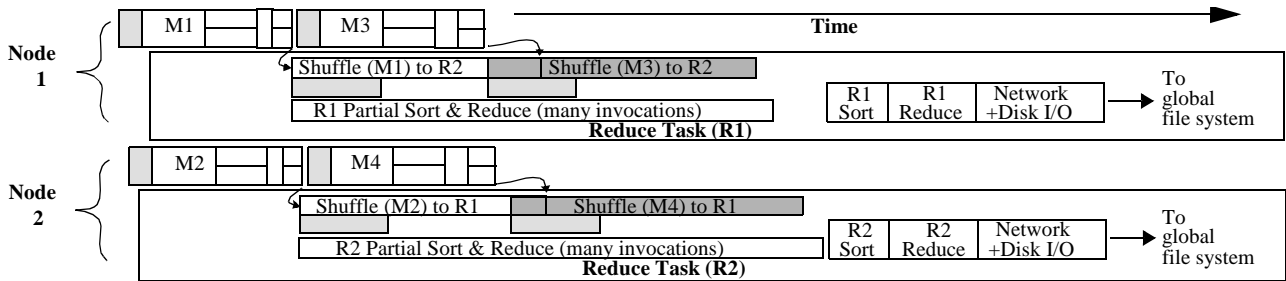 M1 M3 Time
Node
1
Shuffle (M1) to R2 Shuffle (M3) to R2
R1 Partial Sort & Reduce (many invocations)
Reduce Task (R1)
R1
Sort
R1
Reduce
Network
+Disk I/O
To
global
file system
M2 M4
Node
2
Shuffle (M2) to R1 Shuffle (M4) to R1
R2 Partial Sort & Reduce (many invocations)
Reduce Task (R2)
R2
Sort
R2
Reduce
Network
+Disk I/O
To
global
file system